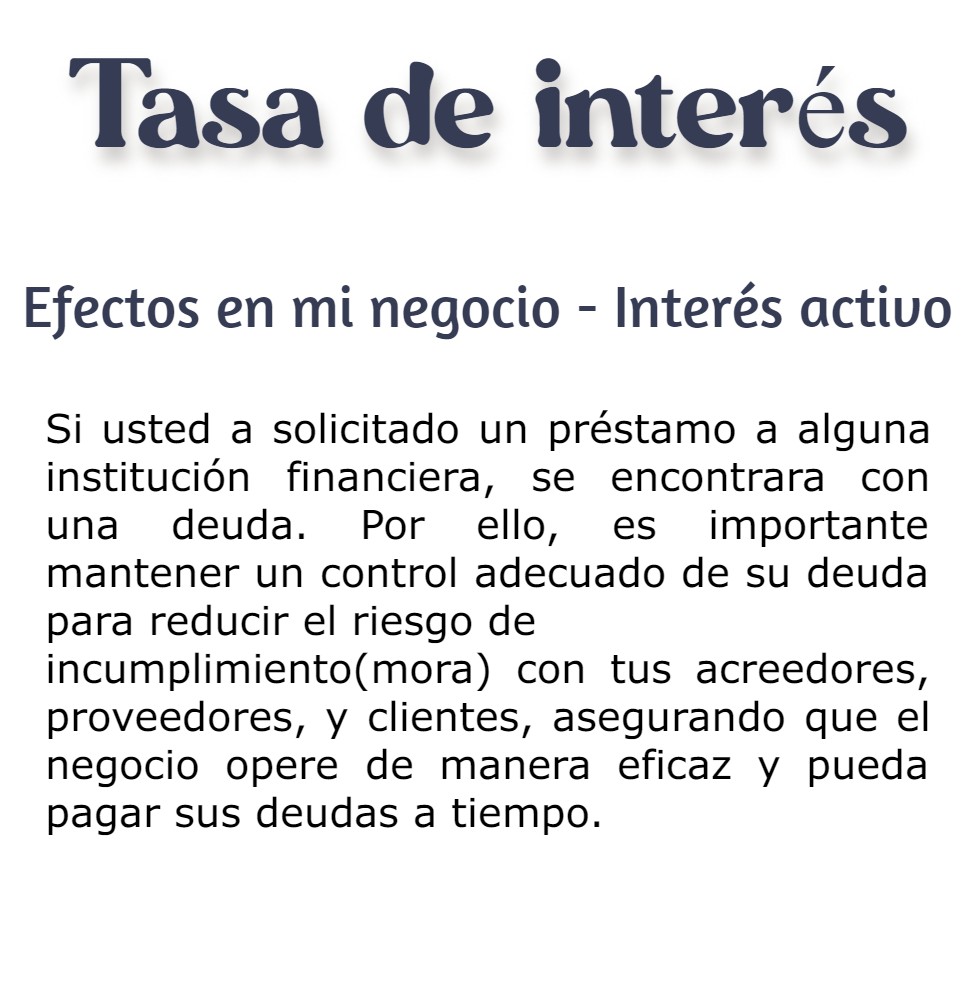 Tasa de interés
Efectos en mi negocio - Interés activo
Si usted a solicitado un préstamo a alguna
institución financiera, se encontrara con
una deuda. Por ello, es importante
mantener un control adecuado de su deuda
para reducir el riesgo de
incumplimiento(mora) con tus acreedores,
proveedores, y clientes, asegurando que el
negocio opere de manera eficaz y pueda
pagar sus deudas a tiempo.